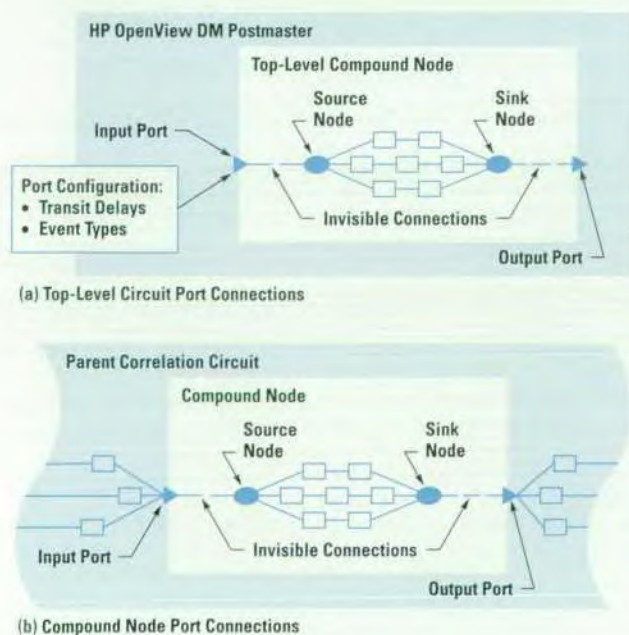 HP OpenView DM Postmaster
Top-Level Compound Node
Source
Node
Sink
Node
Input Port
Port Configuration:
• Transit Delays
• Event Types
Invisible Connections
Output Port
(a) Top-Level Circuit Port Connections
Parent Correlation Circuit
Compound Node
Source
Node
Sink
Node
Input Port
Invisible Connections
Output Port
(b) Compound Node Port Connections